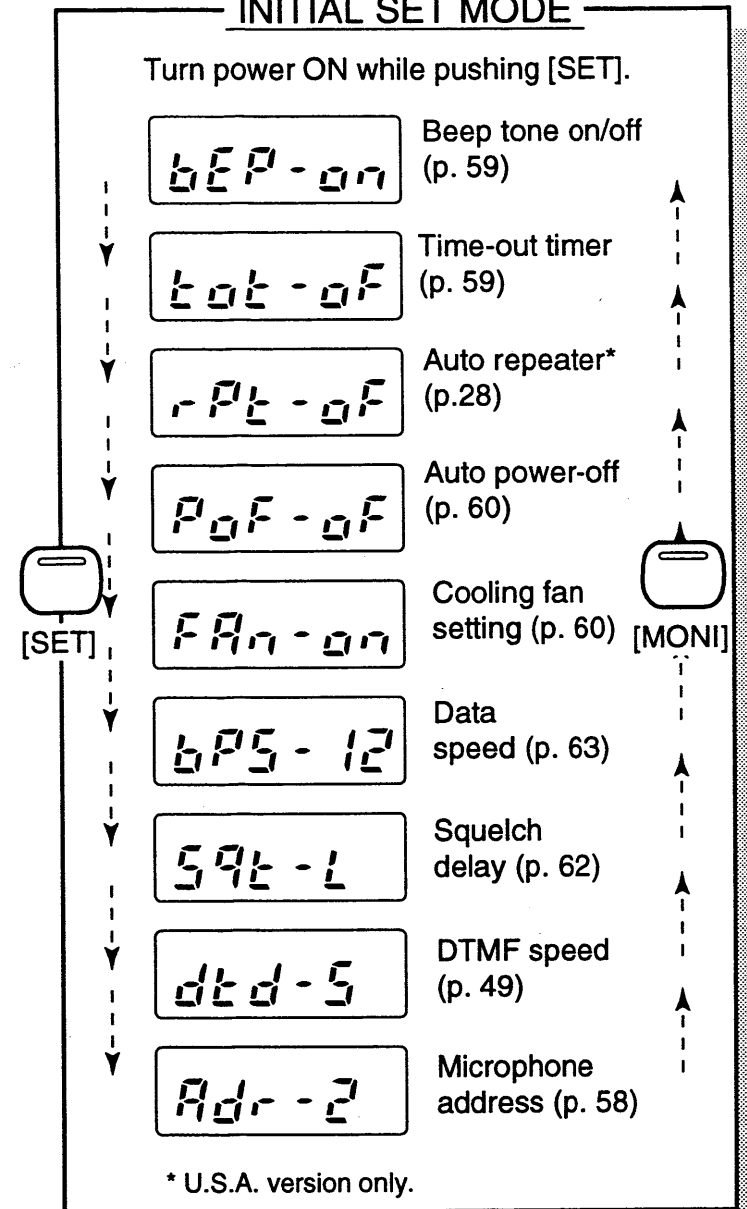 INITIAL SET MODE
Turn power ON while pushing [SET].
bEP-on
Beep tone on/off
(p. 59)
tot-oF
Time-out timer
(p. 59)
rPt-oF
Auto repeater*
(p.28)
PoF-oF
Auto power-off
(p. 60)
FAn-on
Cooling fan
setting (p. 60)
[SET]
[MONI]
bPS-12
Data
speed (p. 63)
Sqt-L
Squelch
delay (p. 62)
dtd-S
DTMF speed
(p. 49)
Adr-2
Microphone
address (p. 58)
* U.S.A. version only.